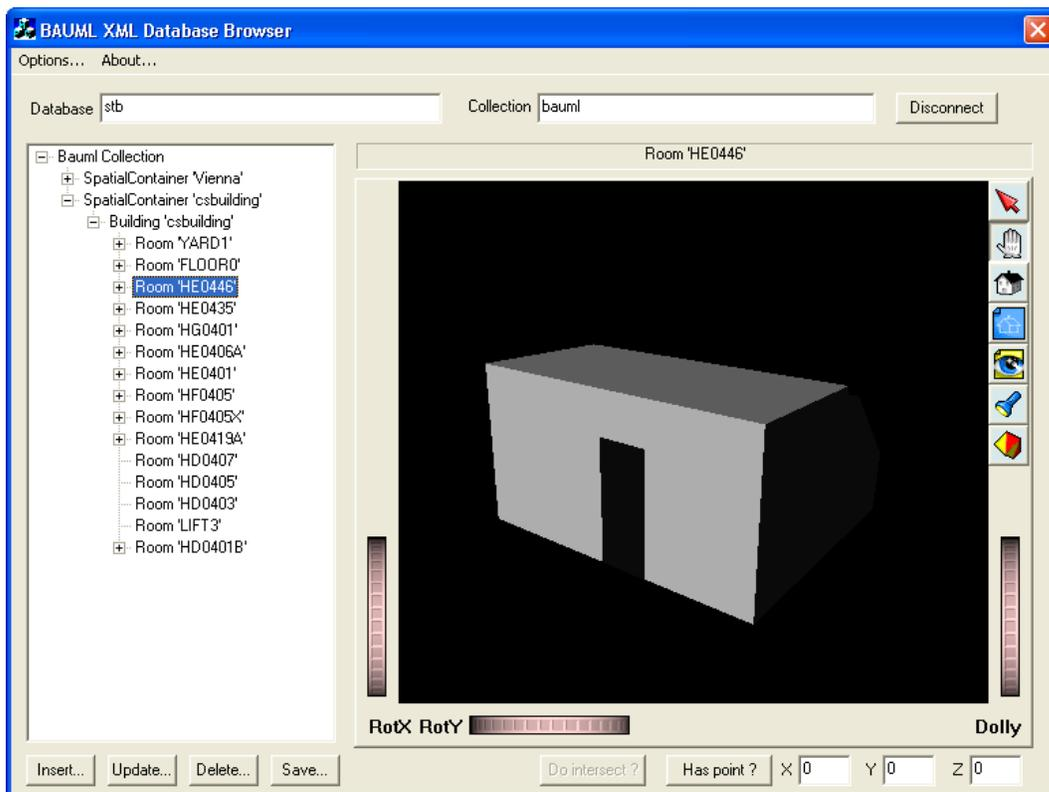 BAUML XML Database Browser
Options... About...
Database stb Collection bauml Disconnect
Bauml Collection
SpatialContainer 'Vienna'
SpatialContainer 'csbuilding'
Building 'csbuilding'
Room 'YARD1'
Room 'FLOOR0'
Room 'HE0446'
Room 'HE0435'
Room 'HG0401'
Room 'HE0406A'
Room 'HE0401'
Room 'HF0405'
Room 'HF0405X'
Room 'HE0419A'
Room 'HD0407'
Room 'HD0405'
Room 'HD0403'
Room 'LIFT3'
Room 'HD0401B'
Room 'HE0446'
RotX RotY Dolly
Insert... Update... Delete... Save... Do intersect ? Has point ? X 0 Y 0 Z 0